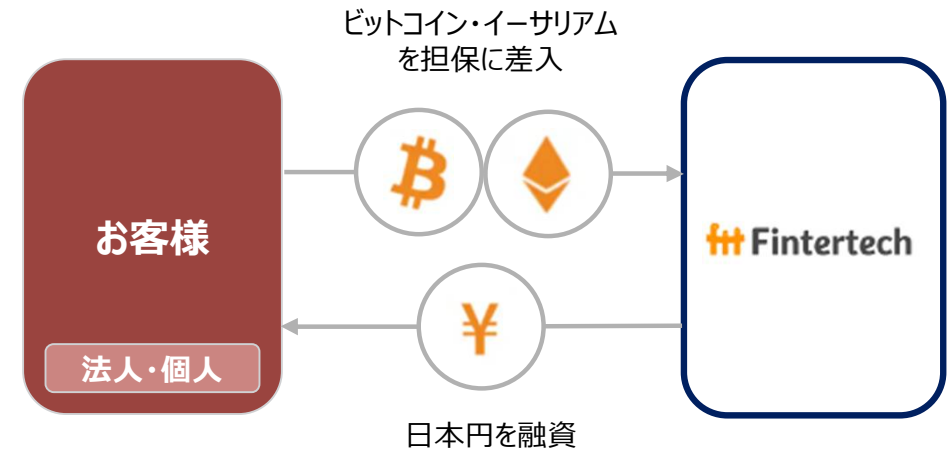 ビットコイン・イーサリアム
を担保に差入
お客様
法人・個人
Fintertech
¥
日本円を融資